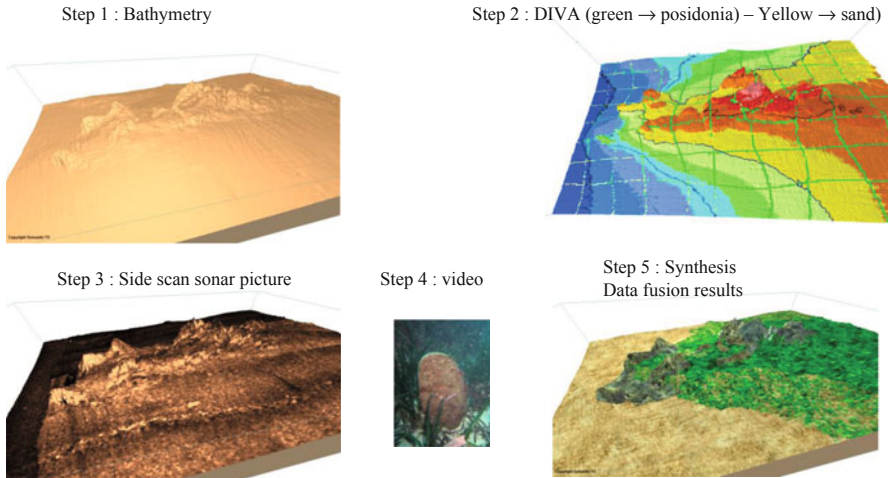 Step 1 : Bathymetry
Step 2 : DIVA (green → posidonia) – Yellow → sand)
Step 3 : Side scan sonar picture
Step 4 : video
Step 5 : Synthesis
Data fusion results